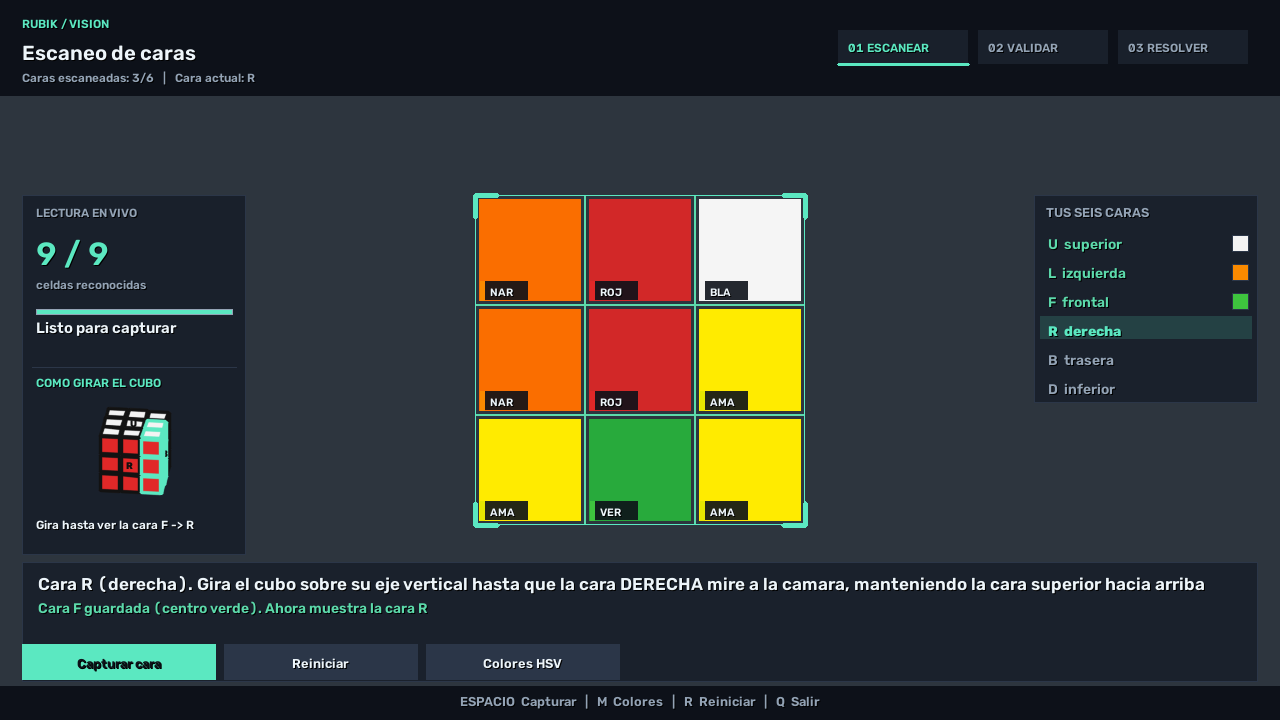 RUBIK / VISION
Escaneo de caras
Caras escaneadas: 3/6 | Cara actual: R
01 ESCANEAR
02 VALIDAR
03 RESOLVER
LECTURA EN VIVO
9 / 9
celdas reconocidas
Listo para capturar
COMO GIRAR EL CUBO
U
R
Gira hasta ver la cara F -> R
NAR
ROJ
BLA
NAR
ROJ
AMA
AMA
VER
AMA
TUS SEIS CARAS
U superior
L izquierda
F frontal
R derecha
B trasera
D inferior
Cara R (derecha). Gira el cubo sobre su eje vertical hasta que la cara DERECHA mire a la camara, manteniendo la cara superior hacia arriba
Cara F guardada (centro verde). Ahora muestra la cara R
Capturar cara
Reiniciar
Colores HSV
ESPACIO Capturar | M Colores | R Reiniciar | Q Salir